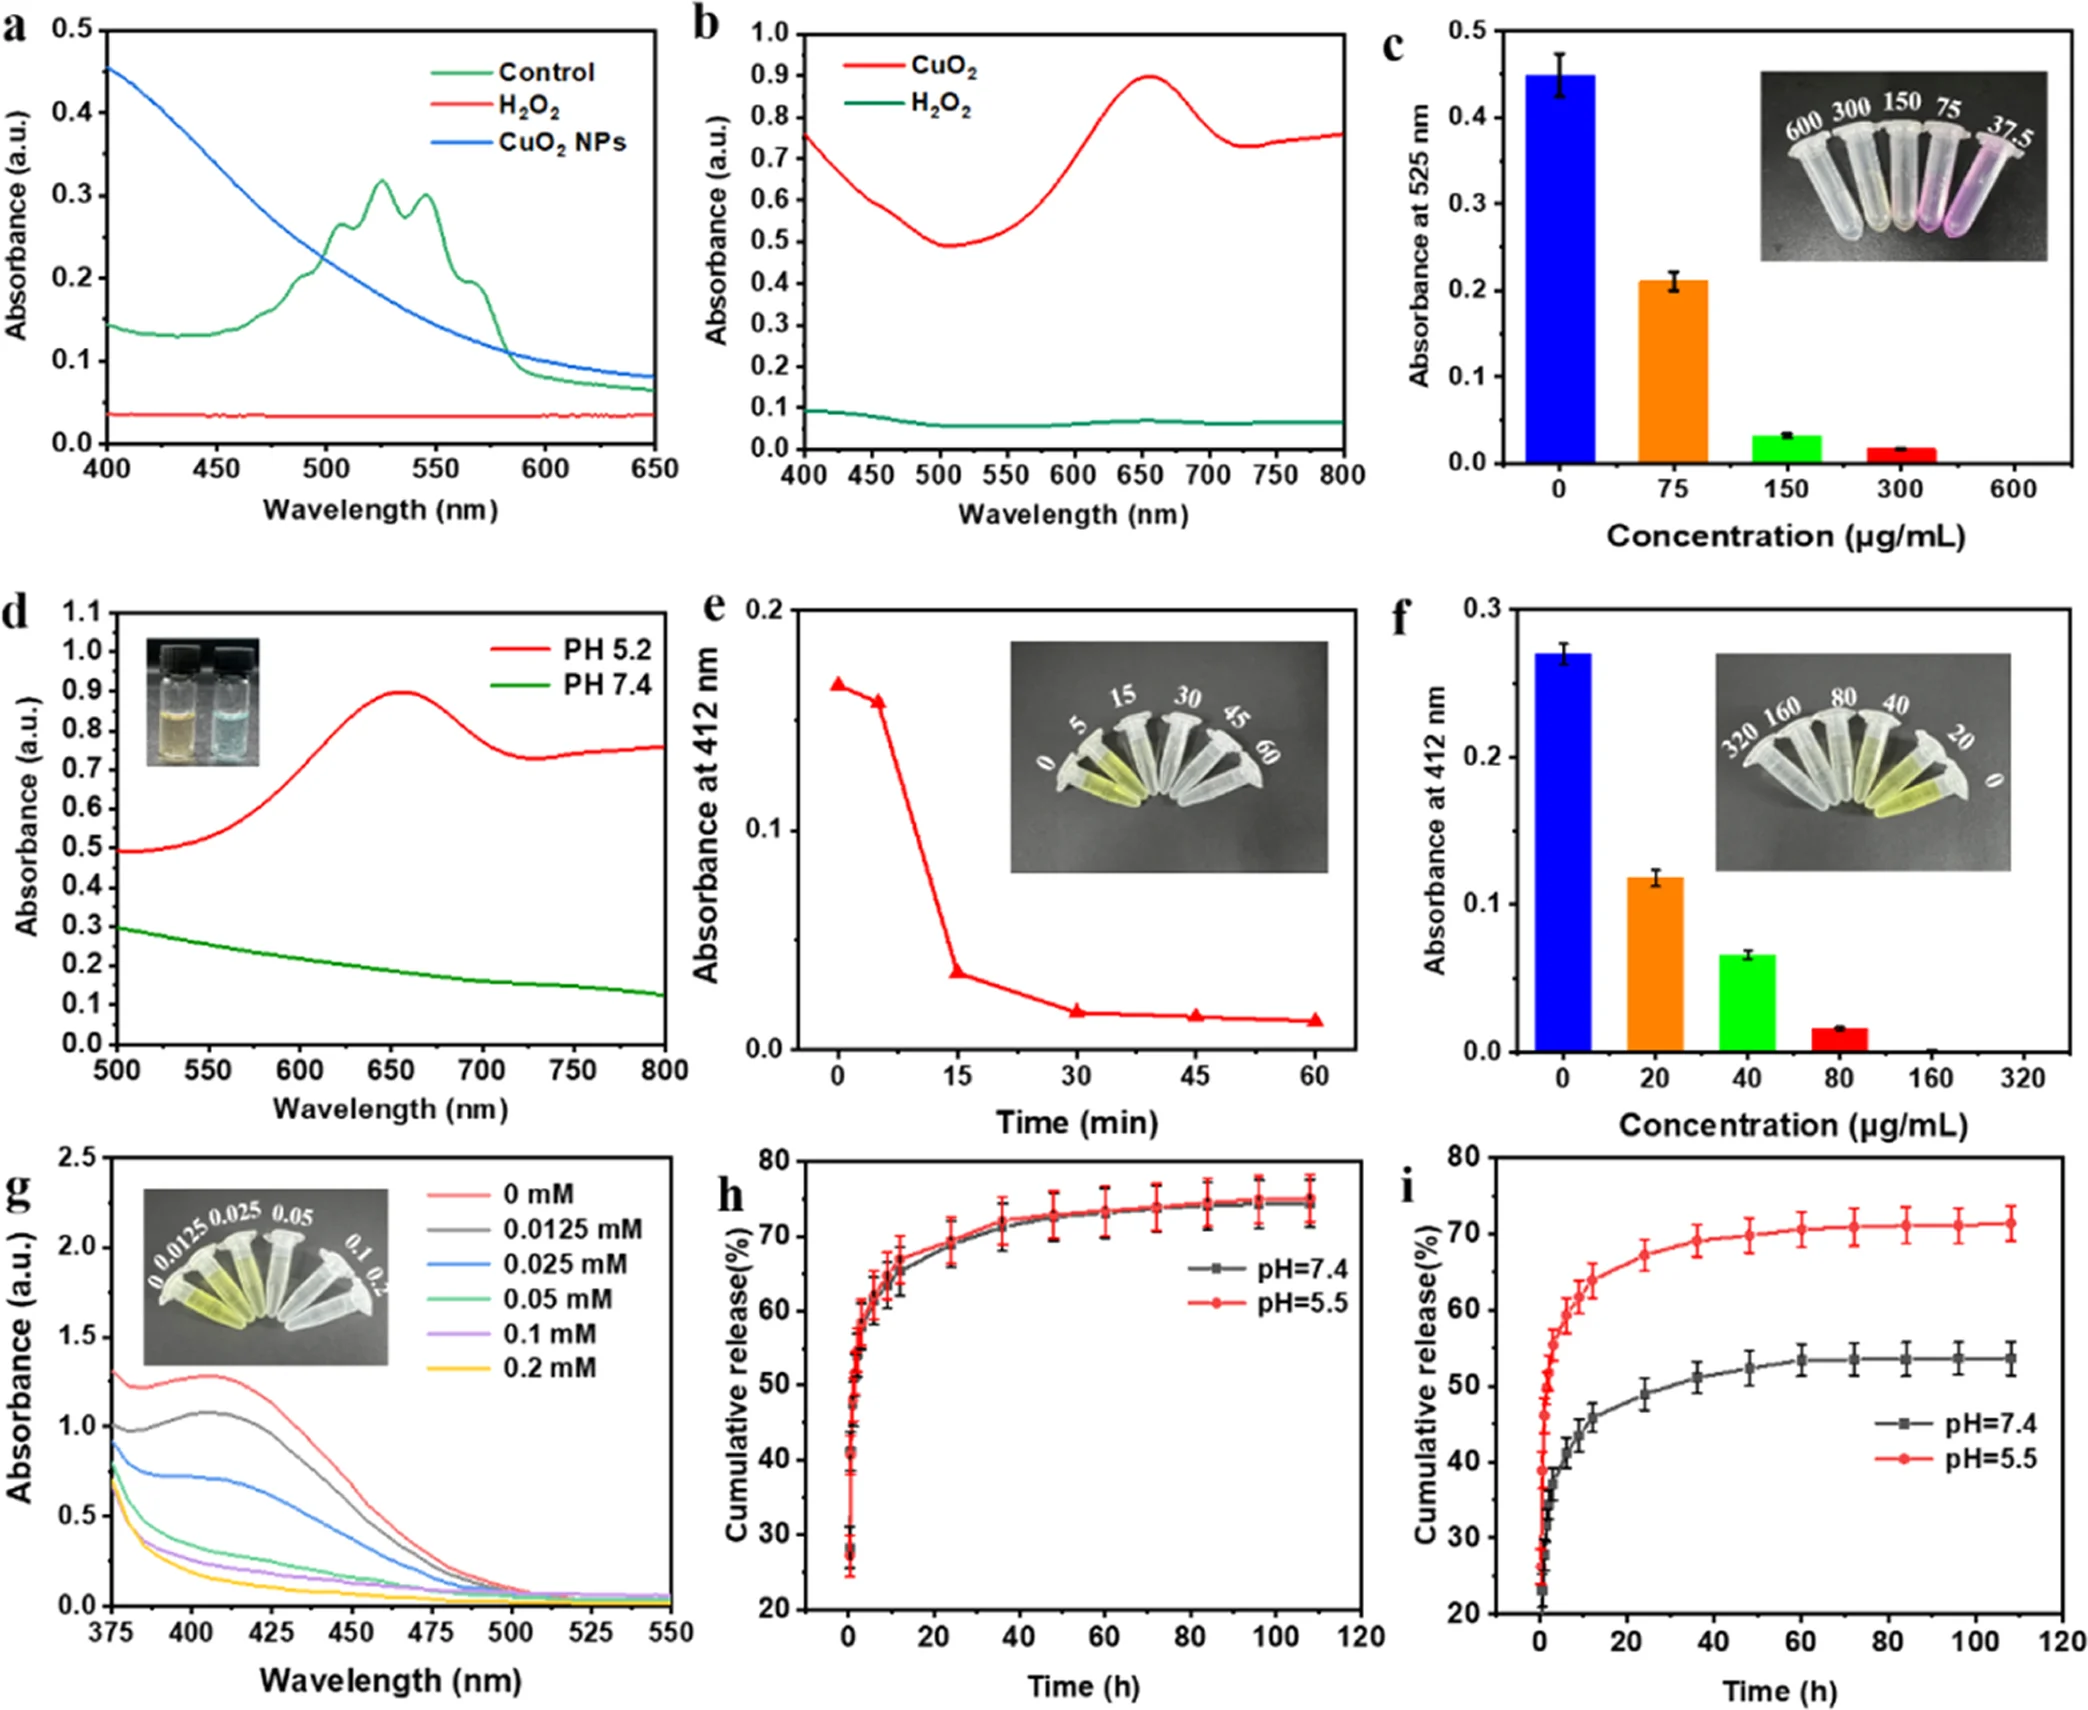 a
0.5
0.4
0.3
0.2
0.1
0.0
Absorbance (a.u.)
Control
H₂O₂
CuO₂ NPs
400 450 500 550 600 650
Wavelength (nm)
b
1.0
0.9
0.8
0.7
0.6
0.5
0.4
0.3
0.2
0.1
0.0
Absorbance (a.u.)
CuO₂
H₂O₂
400 450 500 550 600 650 700 750 800
Wavelength (nm)
c
0.5
0.4
0.3
0.2
0.1
0.0
Absorbance at 525 nm
600 300 150 75 37.5
0 75 150 300 600
Concentration (μg/mL)
d
1.1
1.0
0.9
0.8
0.7
0.6
0.5
0.4
0.3
0.2
0.1
0.0
Absorbance (a.u.)
PH 5.2
PH 7.4
500 550 600 650 700 750 800
Wavelength (nm)
e
0.2
0.1
0.0
Absorbance at 412 nm
0 5 15 30 45 60
0 15 30 45 60
Time (min)
f
0.3
0.2
0.1
0.0
Absorbance at 412 nm
320 160 80 40 20 0
0 20 40 80 160 320
Concentration (μg/mL)
g
2.5
2.0
1.5
1.0
0.5
0.0
Absorbance (a.u.)
0 0.0125 0.025 0.05 0.1 0.2
0 mM
0.0125 mM
0.025 mM
0.05 mM
0.1 mM
0.2 mM
375 400 425 450 475 500 525 550
Wavelength (nm)
h
80
70
60
50
40
30
20
Cumulative release(%)
pH=7.4
pH=5.5
0 20 40 60 80 100 120
Time (h)
i
80
70
60
50
40
30
20
Cumulative release(%)
pH=7.4
pH=5.5
0 20 40 60 80 100 120
Time (h)